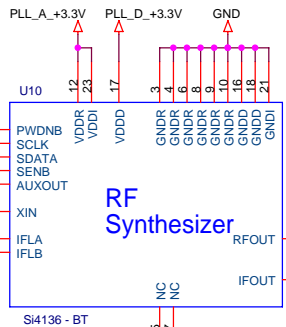 PLL_A_+3.3V PLL_D_+3.3V GND
U10
12 23 17 3 4 6 8 9 10 16 18 21
VDDR VDDI VDDD GNDR GNDR GNDR GNDR GNDR GNDR GNDD GNDD GNDI
PWDNB
SCLK
SDATA
SENB
AUXOUT
XIN
IFLA
IFLB
RF
Synthesizer
RFOUT
IFOUT
NC NC
Si4136 - BT